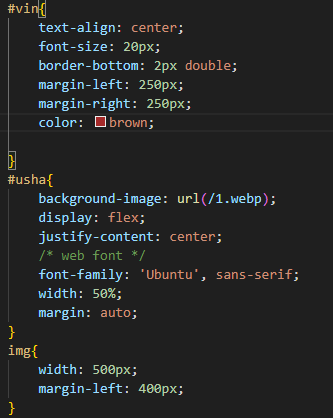 #vin{
text-align: center;
font-size: 20px;
border-bottom: 2px double;
margin-left: 250px;
margin-right: 250px;
color: brown;
}
#usha{
background-image: url(/1.webp);
display: flex;
justify-content: center;
/* web font */
font-family: 'Ubuntu', sans-serif;
width: 50%;
margin: auto;
}
img{
width: 500px;
margin-left: 400px;
}